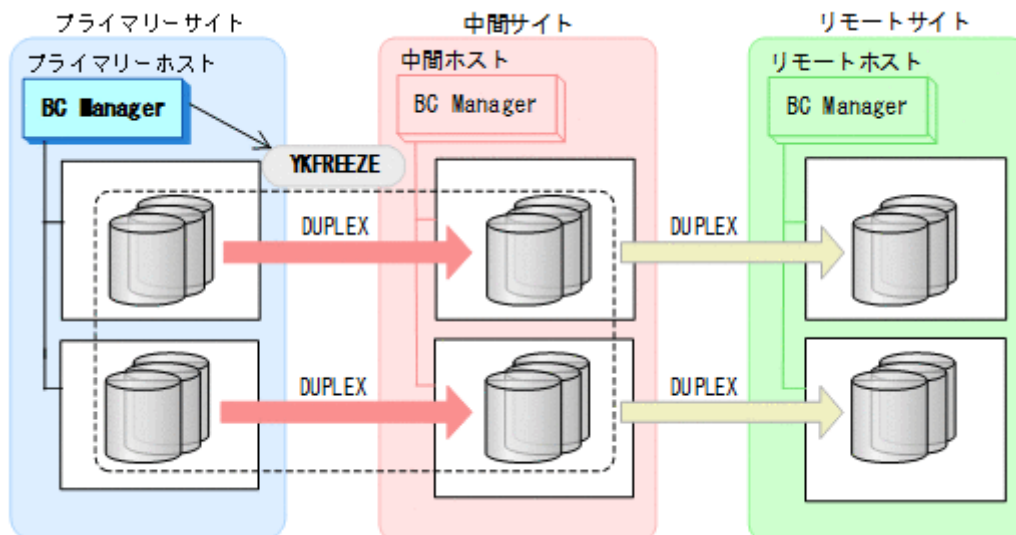 プライマリーサイト
中間サイト
リモートサイト
プライマリーホスト
中間ホスト
リモートホスト
BC Manager
BC Manager
BC Manager
YKFREEZE
DUPLEX
DUPLEX
DUPLEX
DUPLEX